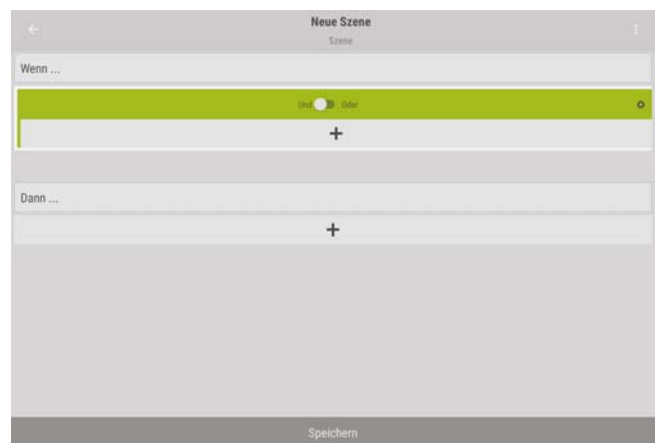 Neue Szene
Szene
Wenn ...
Und Oder
Dann ...
Speichern